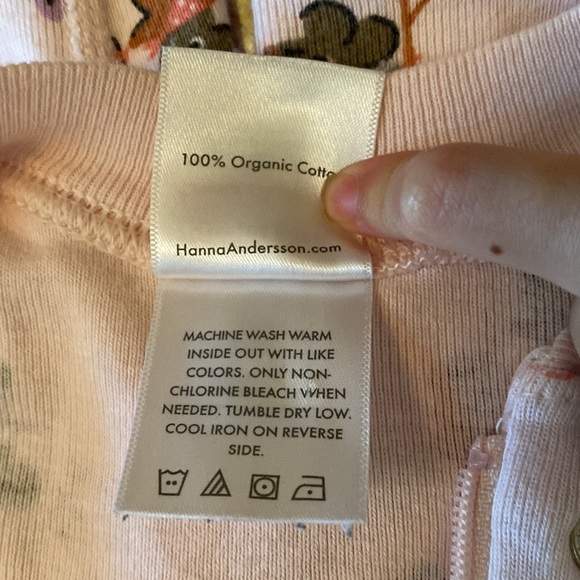 100% Organic Cotto
HannaAndersson.com
MACHINE WASH WARM
INSIDE OUT WITH LIKE
COLORS. ONLY NON-
CHLORINE BLEACH WHEN
NEEDED. TUMBLE DRY LOW.
COOL IRON ON REVERSE
SIDE.